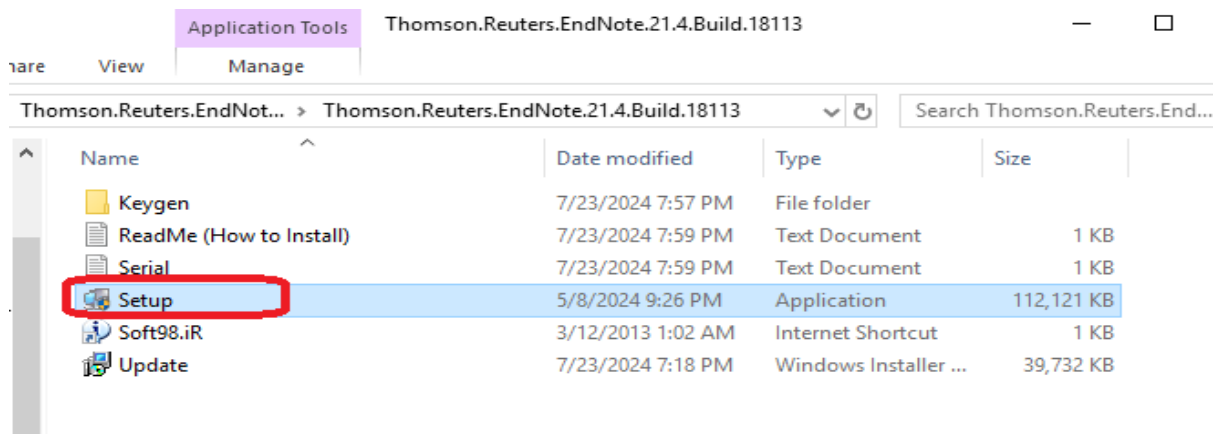 Application Tools Thomson.Reuters.EndNote.21.4.Build.18113
hare View Manage
Thomson.Reuters.EndNot... > Thomson.Reuters.EndNote.21.4.Build.18113 Search Thomson.Reuters.End...
Name Date modified Type Size
Keygen 7/23/2024 7:57 PM File folder
ReadMe (How to Install) 7/23/2024 7:59 PM Text Document 1 KB
Serial 7/23/2024 7:59 PM Text Document 1 KB
Setup 5/8/2024 9:26 PM Application 112,121 KB
Soft98.iR 3/12/2013 1:02 AM Internet Shortcut 1 KB
Update 7/23/2024 7:18 PM Windows Installer ... 39,732 KB